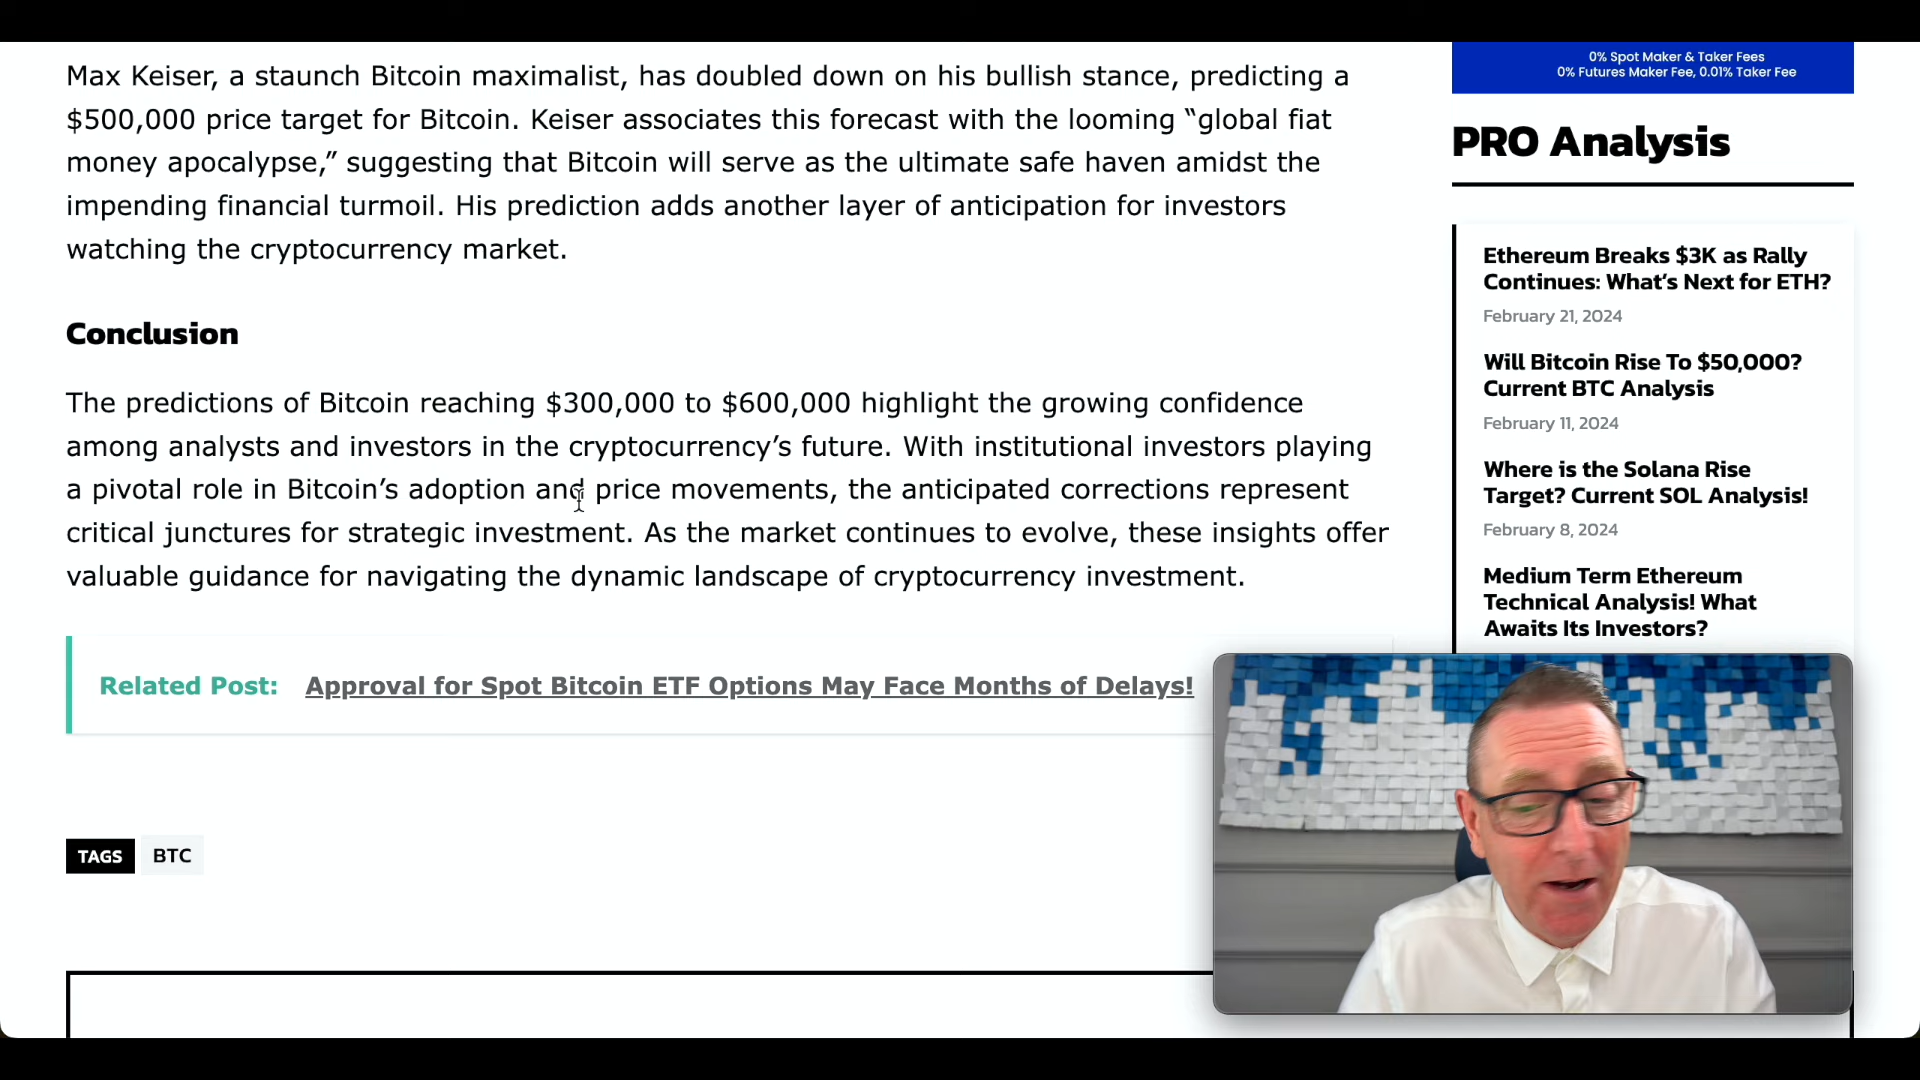 Max Keiser, a staunch Bitcoin maximalist, has doubled down on his bullish stance, predicting a
$500,000 price target for Bitcoin. Keiser associates this forecast with the looming “global fiat
money apocalypse,” suggesting that Bitcoin will serve as the ultimate safe haven amidst the
impending financial turmoil. His prediction adds another layer of anticipation for investors
watching the cryptocurrency market.
Conclusion
The predictions of Bitcoin reaching $300,000 to $600,000 highlight the growing confidence
among analysts and investors in the cryptocurrency’s future. With institutional investors playing
a pivotal role in Bitcoin’s adoption and price movements, the anticipated corrections represent
critical junctures for strategic investment. As the market continues to evolve, these insights offer
valuable guidance for navigating the dynamic landscape of cryptocurrency investment.
Related Post: Approval for Spot Bitcoin ETF Options May Face Months of Delays!
TAGS BTC
0% Spot Maker & Taker Fees
0% Futures Maker Fee, 0.01% Taker Fee
PRO Analysis
Ethereum Breaks $3K as Rally
Continues: What’s Next for ETH?
February 21, 2024
Will Bitcoin Rise To $50,000?
Current BTC Analysis
February 11, 2024
Where is the Solana Rise
Target? Current SOL Analysis!
February 8, 2024
Medium Term Ethereum
Technical Analysis! What
Awaits Its Investors?